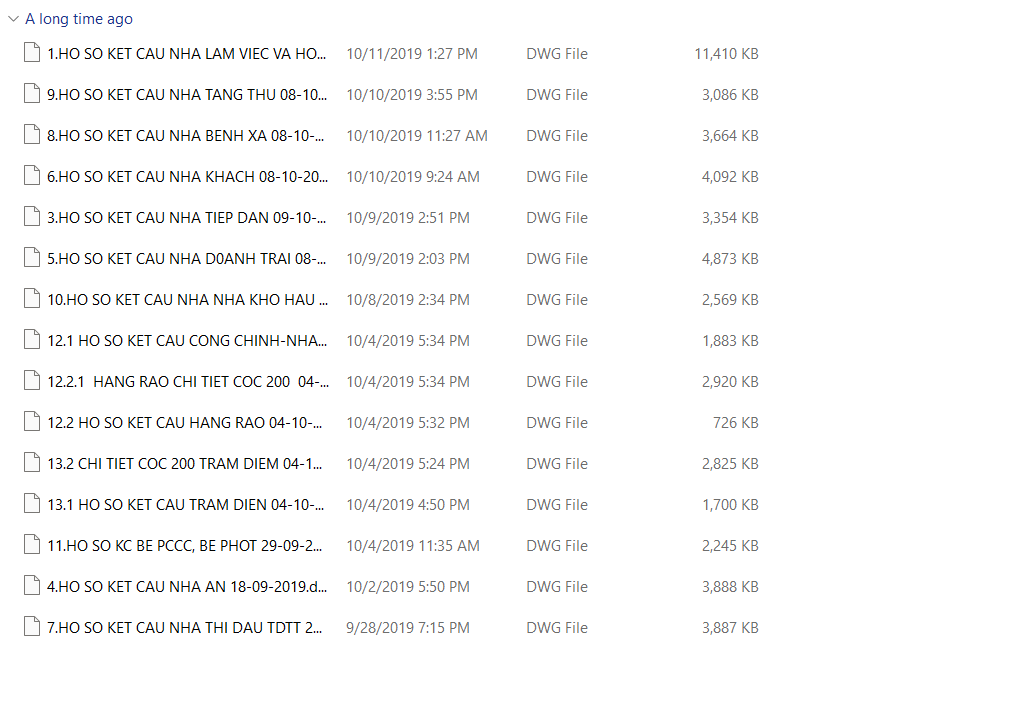 A long time ago
1.HO SO KET CAU NHA LAM VIEC VA HO... 10/11/2019 1:27 PM DWG File 11,410 KB
9.HO SO KET CAU NHA TANG THU 08-10... 10/10/2019 3:55 PM DWG File 3,086 KB
8.HO SO KET CAU NHA BENH XA 08-10-... 10/10/2019 11:27 AM DWG File 3,664 KB
6.HO SO KET CAU NHA KHACH 08-10-20... 10/10/2019 9:24 AM DWG File 4,092 KB
3.HO SO KET CAU NHA TIEP DAN 09-10-... 10/9/2019 2:51 PM DWG File 3,354 KB
5.HO SO KET CAU NHA D0ANH TRAI 08-... 10/9/2019 2:03 PM DWG File 4,873 KB
10.HO SO KET CAU NHA NHA KHO HAU ... 10/8/2019 2:34 PM DWG File 2,569 KB
12.1 HO SO KET CAU CONG CHINH-NHA... 10/4/2019 5:34 PM DWG File 1,883 KB
12.2.1  HANG RAO CHI TIET COC 200  04-... 10/4/2019 5:34 PM DWG File 2,920 KB
12.2 HO SO KET CAU HANG RAO 04-10-... 10/4/2019 5:32 PM DWG File 726 KB
13.2 CHI TIET COC 200 TRAM DIEM 04-1... 10/4/2019 5:24 PM DWG File 2,825 KB
13.1 HO SO KET CAU TRAM DIEN 04-10-... 10/4/2019 4:50 PM DWG File 1,700 KB
11.HO SO KC BE PCCC, BE PHOT 29-09-2... 10/4/2019 11:35 AM DWG File 2,245 KB
4.HO SO KET CAU NHA AN 18-09-2019.d... 10/2/2019 5:50 PM DWG File 3,888 KB
7.HO SO KET CAU NHA THI DAU TDTT 2... 9/28/2019 7:15 PM DWG File 3,887 KB